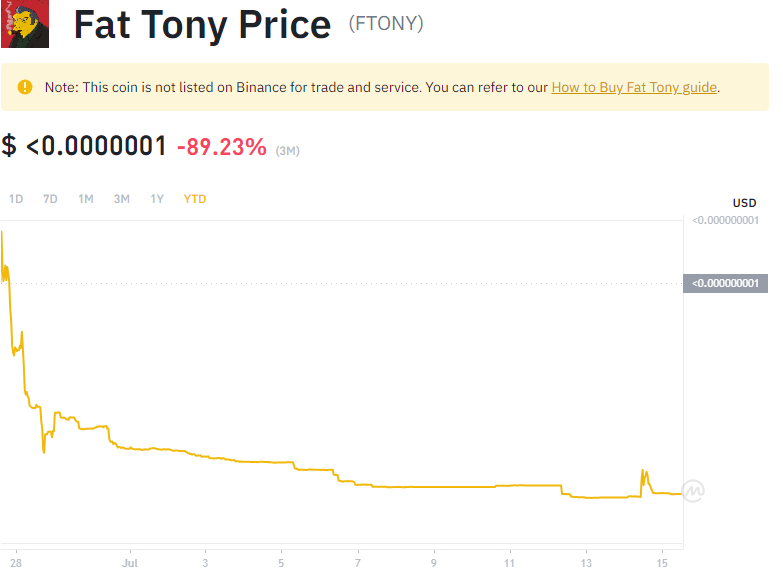 Fat Tony Price (FTONY)
Note: This coin is not listed on Binance for trade and service. You can refer to our How to Buy Fat Tony guide.
$ <0.0000001 -89.23% (3M)
1D 7D 1M 3M 1Y YTD
USD
<0.000000001
<0.000000001
28 Jul 3 5 7 9 11 13 15